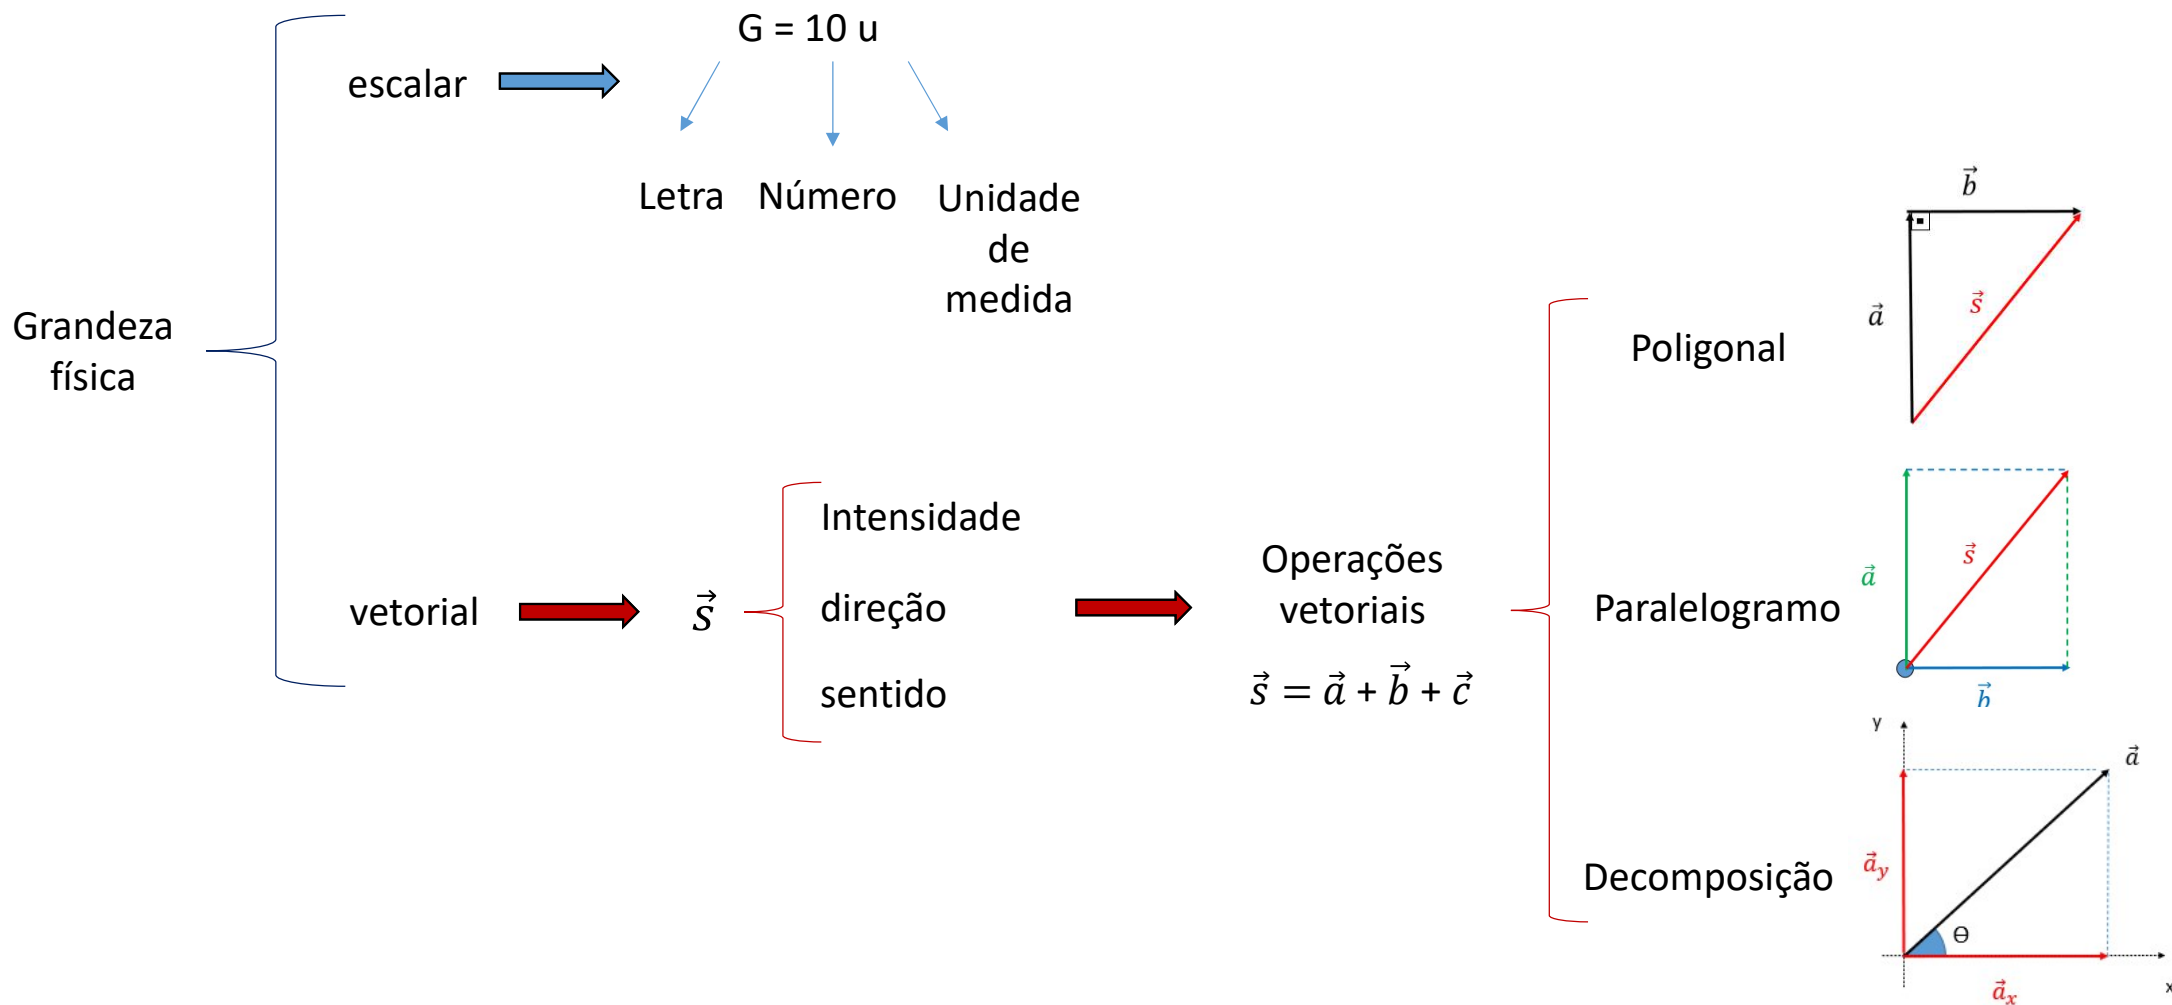 G = 10 u
escalar
Letra
Número
Unidade
de
medida
Grandeza
física
vetorial
s⃗
Intensidade
direção
sentido
Operações
vetoriais
s⃗ = a⃗ + b⃗ + c⃗
Poligonal
b⃗
a⃗
s⃗
Paralelogramo
a⃗
s⃗
b⃗
Decomposição
y
a⃗
a⃗y
Θ
a⃗x
x